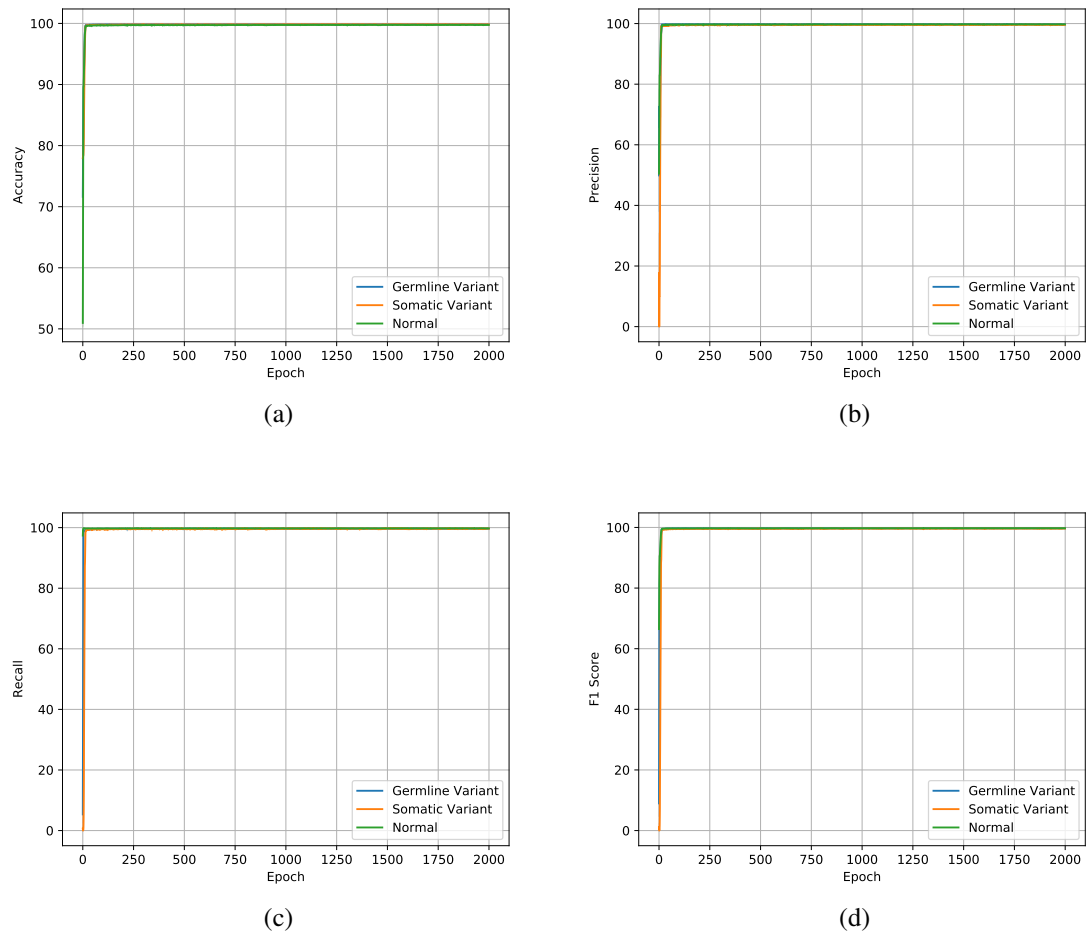 100
90
80
70
60
50
Accuracy
0 250 500 750 1000 1250 1500 1750 2000
Epoch
Germline Variant
Somatic Variant
Normal
(a)
100
80
60
40
20
0
Precision
0 250 500 750 1000 1250 1500 1750 2000
Epoch
Germline Variant
Somatic Variant
Normal
(b)
100
80
60
40
20
0
Recall
0 250 500 750 1000 1250 1500 1750 2000
Epoch
Germline Variant
Somatic Variant
Normal
(c)
100
80
60
40
20
0
F1 Score
0 250 500 750 1000 1250 1500 1750 2000
Epoch
Germline Variant
Somatic Variant
Normal
(d)